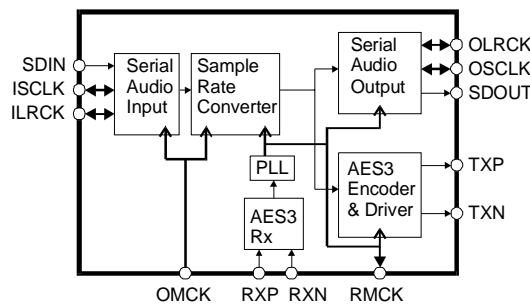 SDIN
ISCLK
ILRCK
Serial
Audio
Input
Sample
Rate
Converter
Serial
Audio
Output
OLRCK
OSCLK
SDOUT
PLL
AES3
Rx
AES3
Encoder
& Driver
TXP
TXN
OMCK
RXP
RXN
RMCK